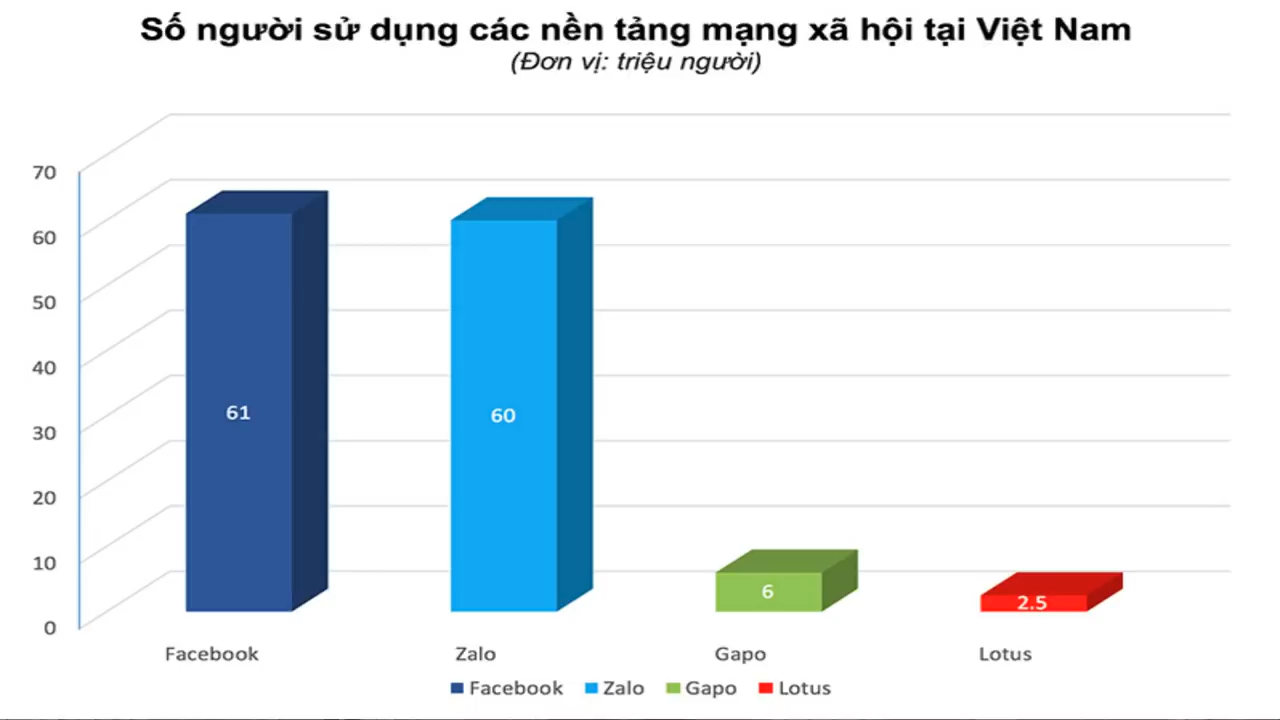 Số người sử dụng các nền tảng mạng xã hội tại Việt Nam
(Đơn vị: triệu người)
70
60
50
40
30
20
10
0
61
60
6
2.5
Facebook
Zalo
Gapo
Lotus
Facebook Zalo Gapo Lotus